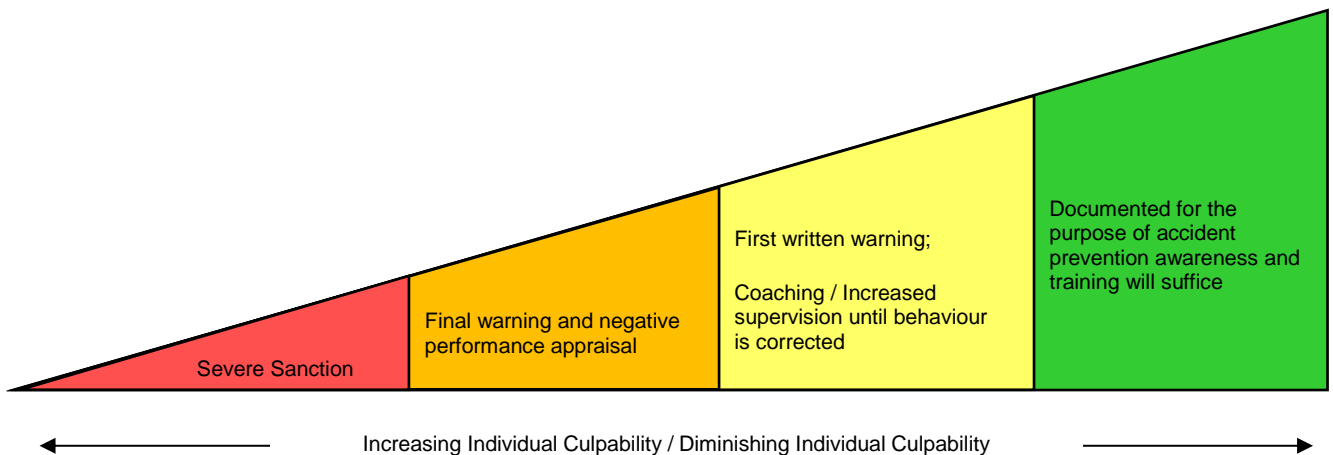 Severe Sanction
Final warning and negative
performance appraisal
First written warning;
Coaching / Increased
supervision until behaviour
is corrected
Documented for the
purpose of accident
prevention awareness and
training will suffice
Increasing Individual Culpability / Diminishing Individual Culpability